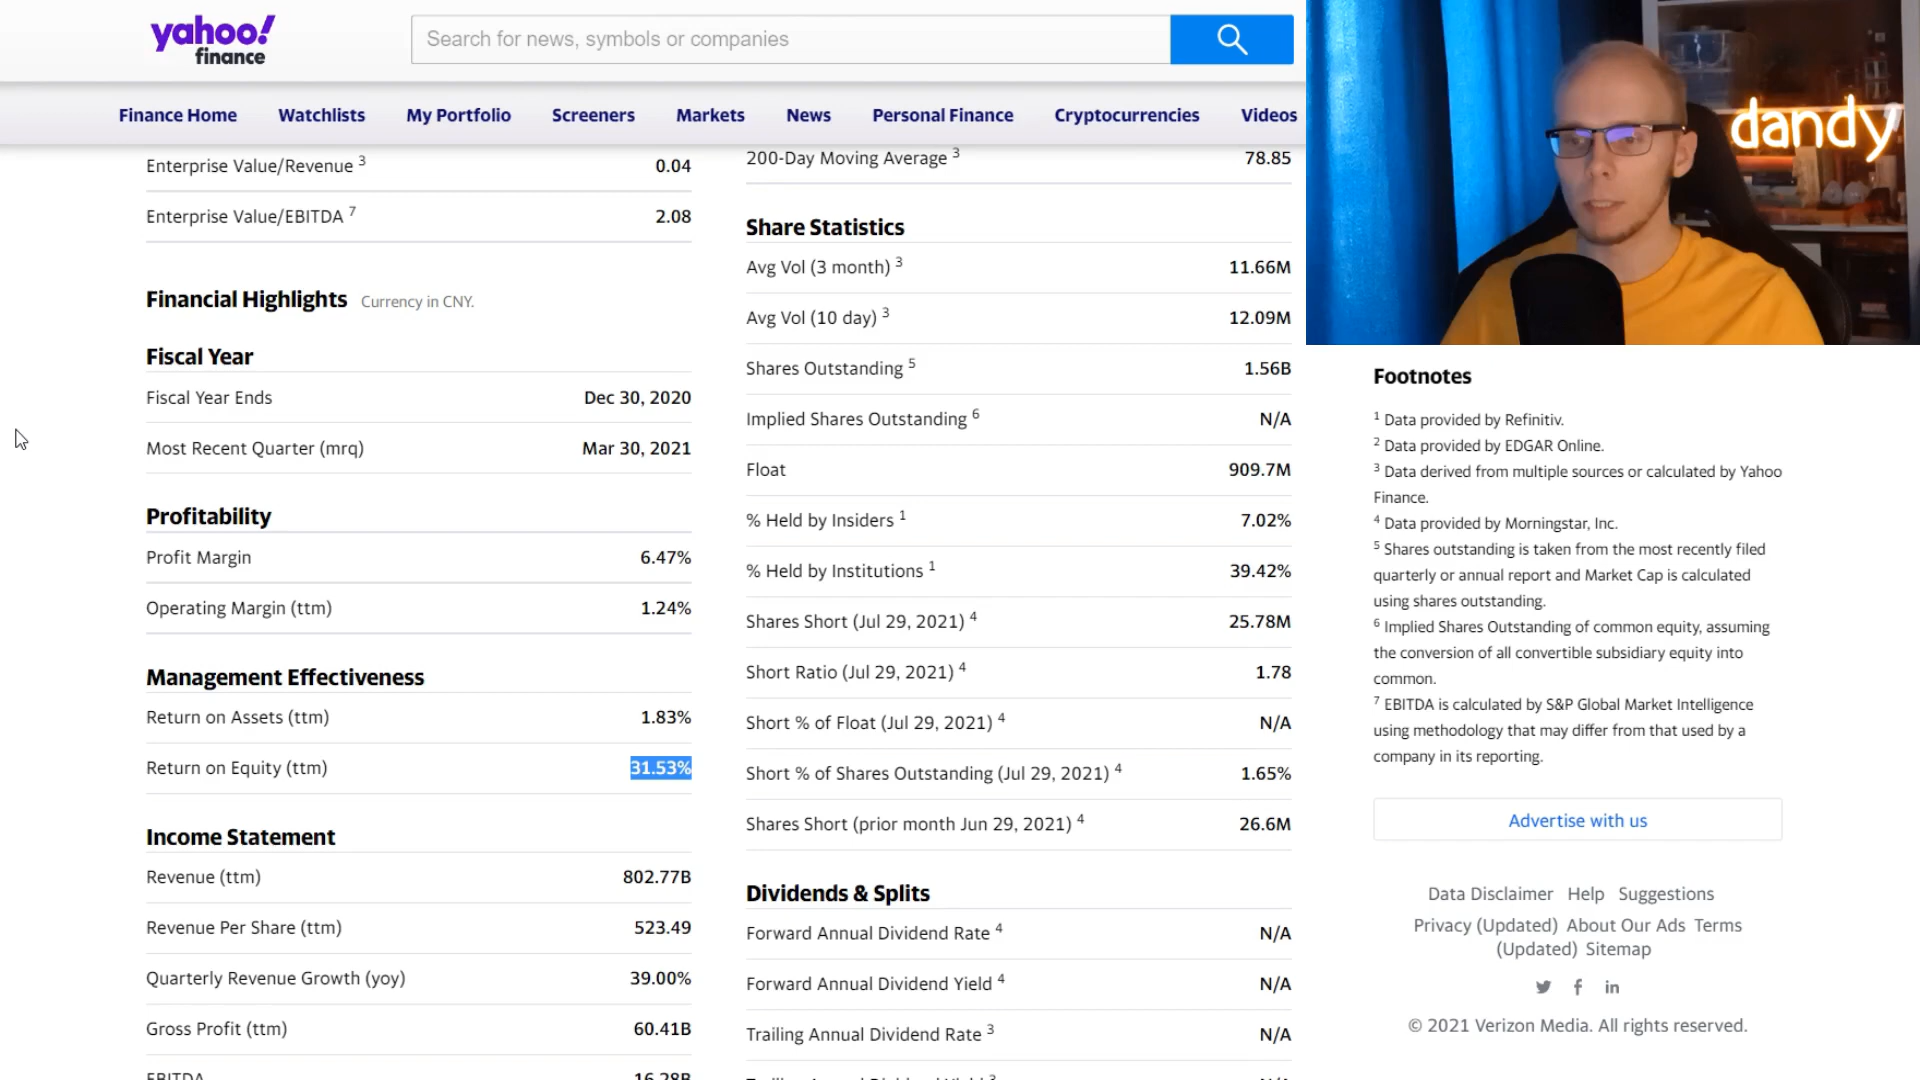 yahoo!
finance
Search for news, symbols or companies
Finance Home Watchlists My Portfolio Screeners Markets News Personal Finance Cryptocurrencies Videos
Enterprise Value/Revenue 3 0.04
Enterprise Value/EBITDA 7 2.08
Financial Highlights Currency in CNY.
Fiscal Year
Fiscal Year Ends Dec 30, 2020
Most Recent Quarter (mrq) Mar 30, 2021
Profitability
Profit Margin 6.47%
Operating Margin (ttm) 1.24%
Management Effectiveness
Return on Assets (ttm) 1.83%
Return on Equity (ttm) 31.53%
Income Statement
Revenue (ttm) 802.77B
Revenue Per Share (ttm) 523.49
Quarterly Revenue Growth (yoy) 39.00%
Gross Profit (ttm) 60.41B
EBITDA 16.28B
200-Day Moving Average 3 78.85
Share Statistics
Avg Vol (3 month) 3 11.66M
Avg Vol (10 day) 3 12.09M
Shares Outstanding 5 1.56B
Implied Shares Outstanding 6 N/A
Float 909.7M
% Held by Insiders 1 7.02%
% Held by Institutions 1 39.42%
Shares Short (Jul 29, 2021) 4 25.78M
Short Ratio (Jul 29, 2021) 4 1.78
Short % of Float (Jul 29, 2021) 4 N/A
Short % of Shares Outstanding (Jul 29, 2021) 4 1.65%
Shares Short (prior month Jun 29, 2021) 4 26.6M
Dividends & Splits
Forward Annual Dividend Rate 4 N/A
Forward Annual Dividend Yield 4 N/A
Trailing Annual Dividend Rate 3 N/A
dandy
Footnotes
1 Data provided by Refinitiv.
2 Data provided by EDGAR Online.
3 Data derived from multiple sources or calculated by Yahoo
Finance.
4 Data provided by Morningstar, Inc.
5 Shares outstanding is taken from the most recently filed
quarterly or annual report and Market Cap is calculated
using shares outstanding.
6 Implied Shares Outstanding of common equity, assuming
the conversion of all convertible subsidiary equity into
common.
7 EBITDA is calculated by S&P Global Market Intelligence
using methodology that may differ from that used by a
company in its reporting.
Advertise with us
Data Disclaimer Help Suggestions
Privacy (Updated) About Our Ads Terms
(Updated) Sitemap
© 2021 Verizon Media. All rights reserved.